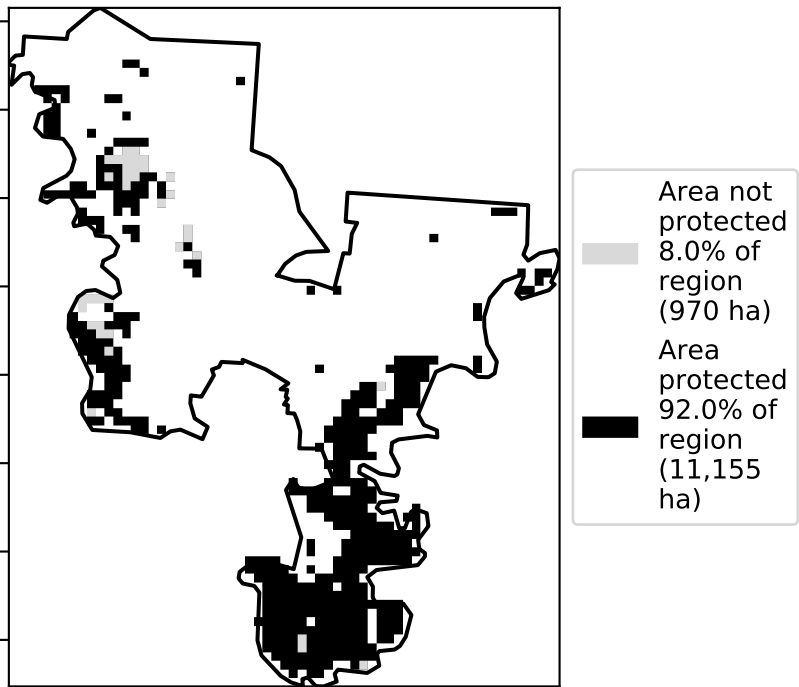 Area not
protected
8.0% of
region
(970 ha)
Area
protected
92.0% of
region
(11,155
ha)